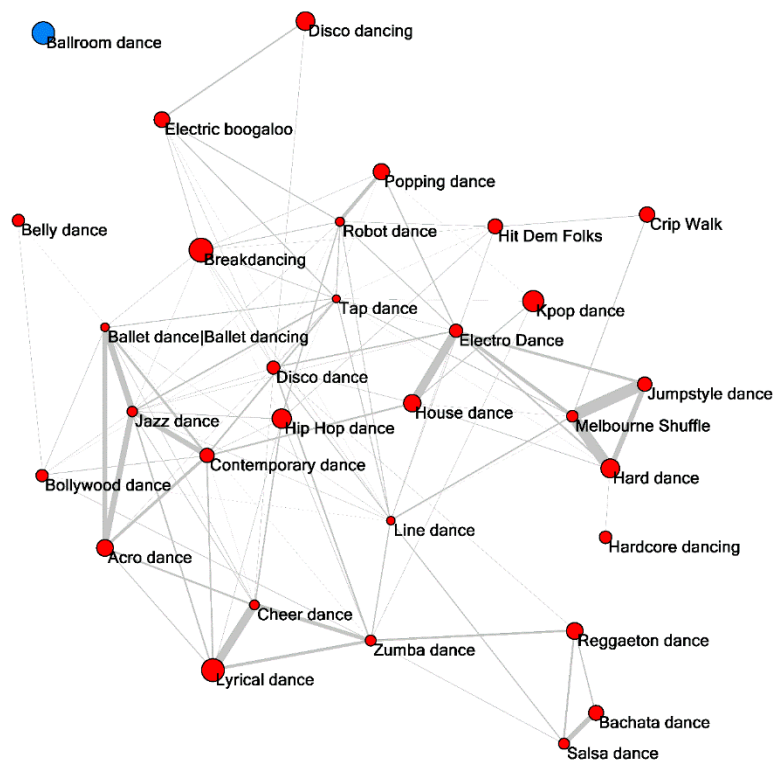 Disco dancing
Ballroom dance
Electric boogaloo
Popping dance
Belly dance
Robot dance
Hit Dem Folks
Crip Walk
Breakdancing
Tap dance
Kpop dance
Ballet dance|Ballet dancing
Electro Dance
Disco dance
Jumpstyle dance
Jazz dance
House dance
Hip Hop dance
Melbourne Shuffle
Contemporary dance
Bollywood dance
Hard dance
Line dance
Hardcore dancing
Acro dance
Cheer dance
Zumba dance
Reggaeton dance
Lyrical dance
Bachata dance
Salsa dance